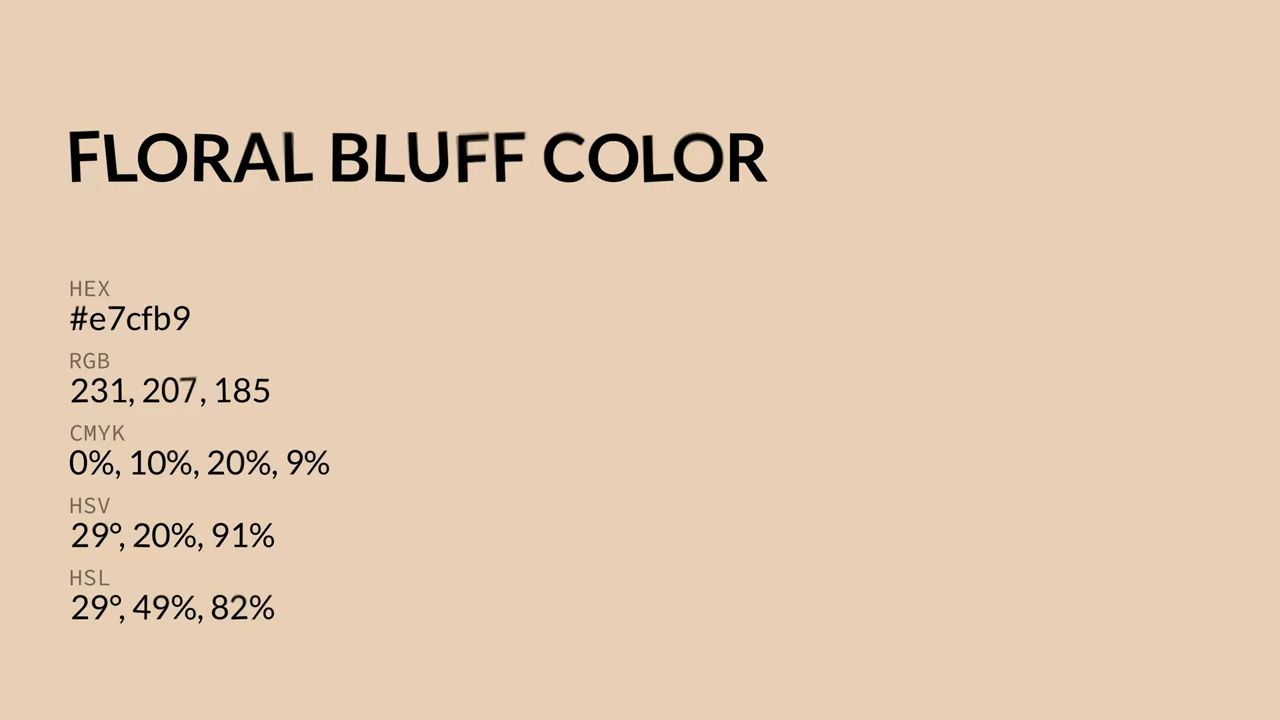 FLORAL BLUFF COLOR
HEX
#e7cfb9
RGB
231, 207, 185
CMYK
0%, 10%, 20%, 9%
HSV
29°, 20%, 91%
HSL
29°, 49%, 82%